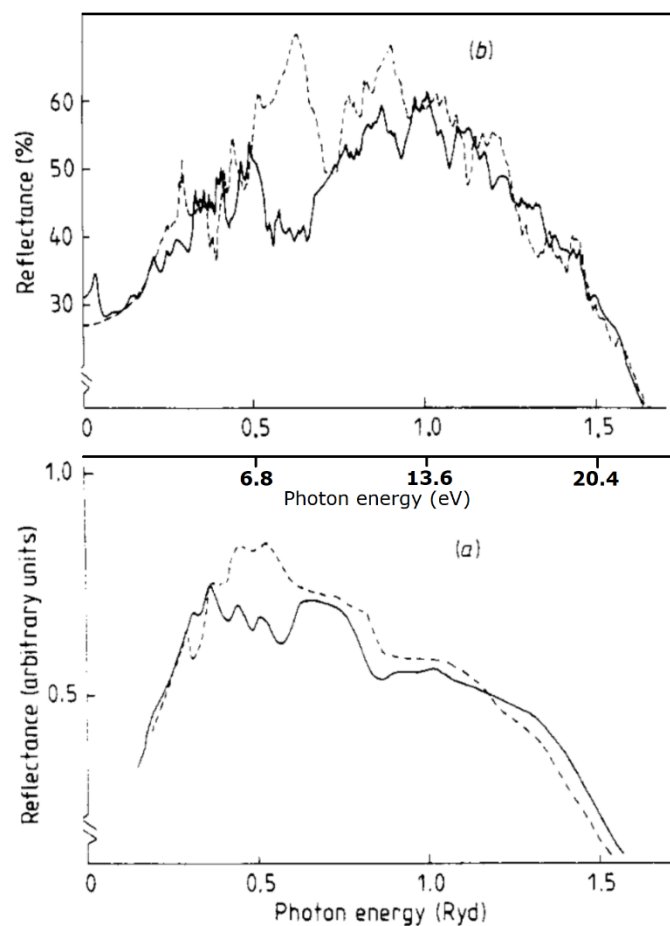 (b)
Reflectance (%)
60
50
40
30
0
0.5
1.0
1.5
6.8
13.6
20.4
Photon energy (eV)
1.0
(a)
Reflectance (arbitrary units)
0.5
0
0.5
1.0
1.5
Photon energy (Ryd)